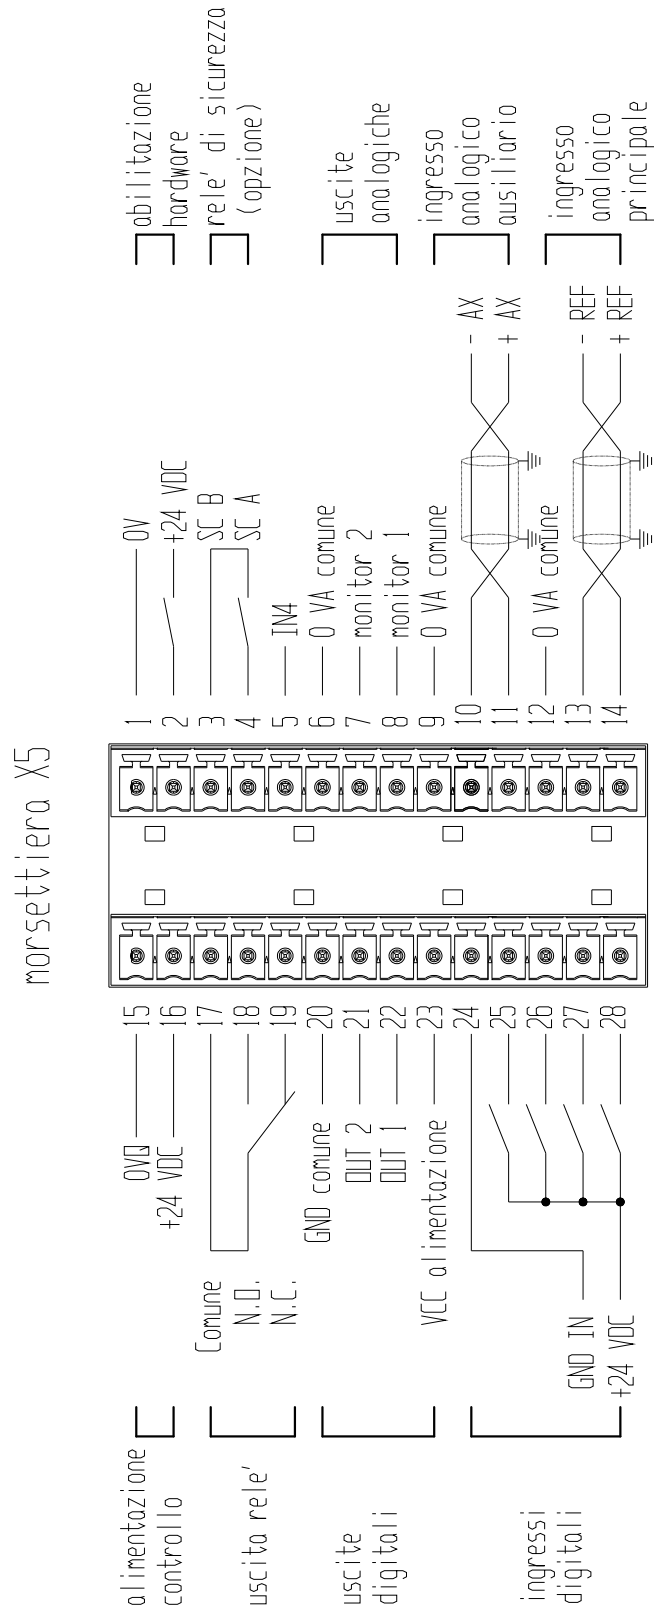 morsettiera X5
abilitazione
hardware
rele' di sicurezza
(opzione)
uscite
analogiche
ingresso
analogico
ausiliario
ingresso
analogico
principale
1 0V
2 +24 VDC
3 SC B
4 SC A
5 IN4
6 0 VA comune
7 monitor 2
8 monitor 1
9 0 VA comune
10 - AX
11 + AX
12 0 VA comune
13 - REF
14 + REF
0VQ 15
+24 VDC 16
Comune 17
N.O. 18
N.C. 19
GND comune 20
OUT 2 21
OUT 1 22
VCC alimentazione 23
24
25
26
GND IN 27
+24 VDC 28
alimentazione
controllo
uscita rele'
uscite
digitali
ingressi
digitali